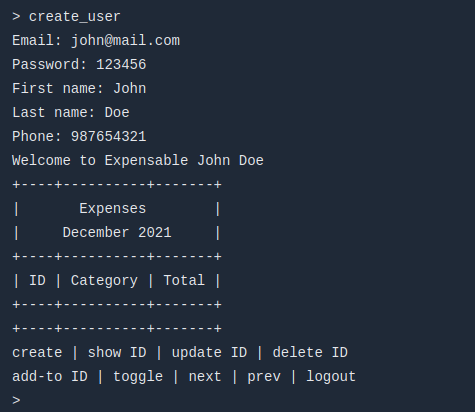 > create_user
Email: john@mail.com
Password: 123456
First name: John
Last name: Doe
Phone: 987654321
Welcome to Expensable John Doe
+----+----------+-------+
|       Expenses        |
|     December 2021     |
+----+----------+-------+
| ID | Category | Total |
+----+----------+-------+
+----+----------+-------+
create | show ID | update ID | delete ID
add-to ID | toggle | next | prev | logout
>